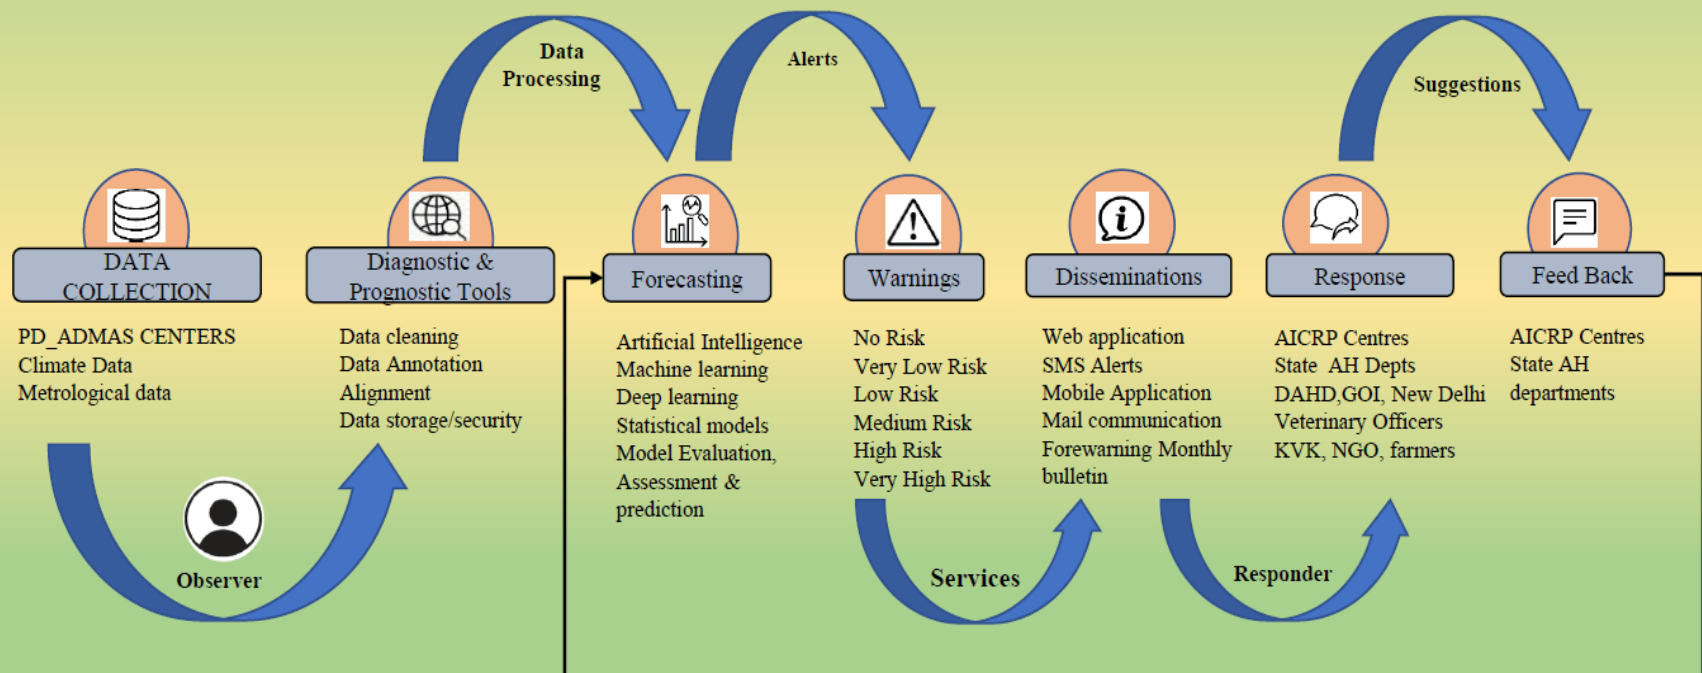 Data
Processing
Alerts
Suggestions
DATA
COLLECTION
PD_ADMAS CENTERS
Climate Data
Metrological data
Observer
Diagnostic &
Prognostic Tools
Data cleaning
Data Annotation
Alignment
Data storage/security
Forecasting
Artificial Intelligence
Machine learning
Deep learning
Statistical models
Model Evaluation,
Assessment &
prediction
Warnings
No Risk
Very Low Risk
Low Risk
Medium Risk
High Risk
Very High Risk
Services
Disseminations
Web application
SMS Alerts
Mobile Application
Mail communication
Forewarning Monthly
bulletin
Responder
Response
AICRP Centres
State AH Depts
DAHD,GOI, New Delhi
Veterinary Officers
KVK, NGO, farmers
Feed Back
AICRP Centres
State AH
departments